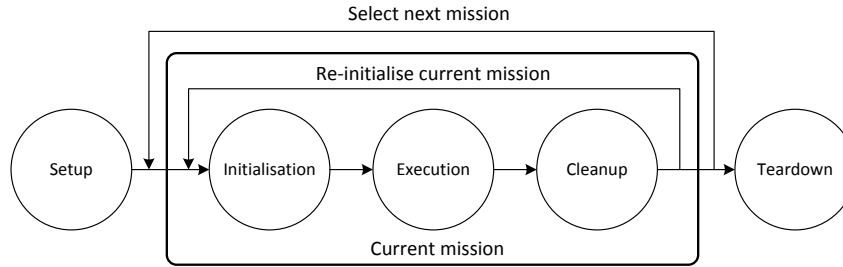 Select next mission
Re-initialise current mission
Setup
Initialisation
Execution
Cleanup
Teardown
Current mission